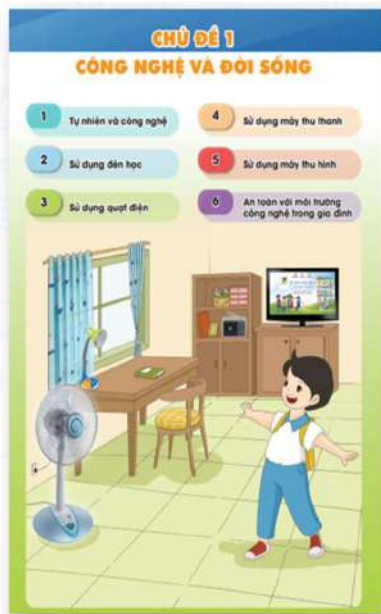 CHỦ ĐỀ 1
CÔNG NGHỆ VÀ ĐỜI SỐNG
1 Tự nhiên và công nghệ
2 Sử dụng đèn học
3 Sử dụng quạt điện
4 Sử dụng máy thu thanh
5 Sử dụng máy thu hình
6 An toàn với môi trường
công nghệ trong gia đình